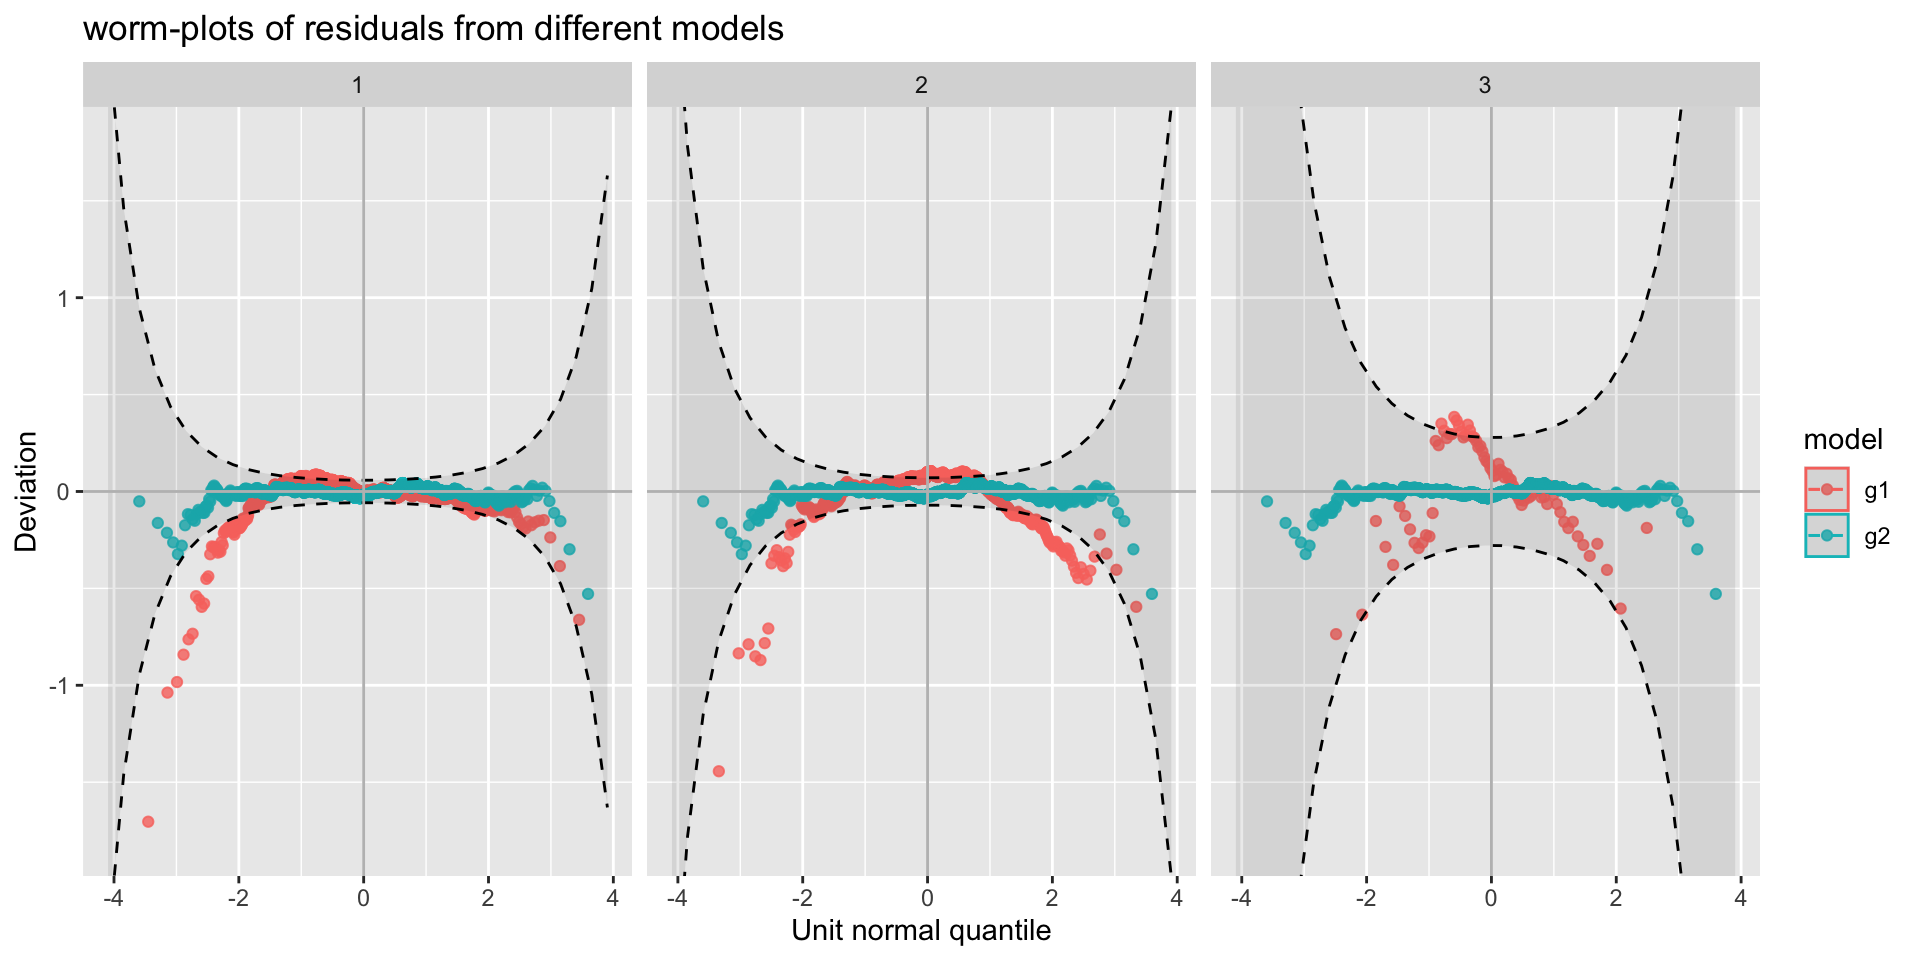 worm-plots of residuals from different models
1 2 3
Deviation
1
0
-1
-4 -2 0 2 4 -4 -2 0 2 4 -4 -2 0 2 4
Unit normal quantile
model
g1
g2